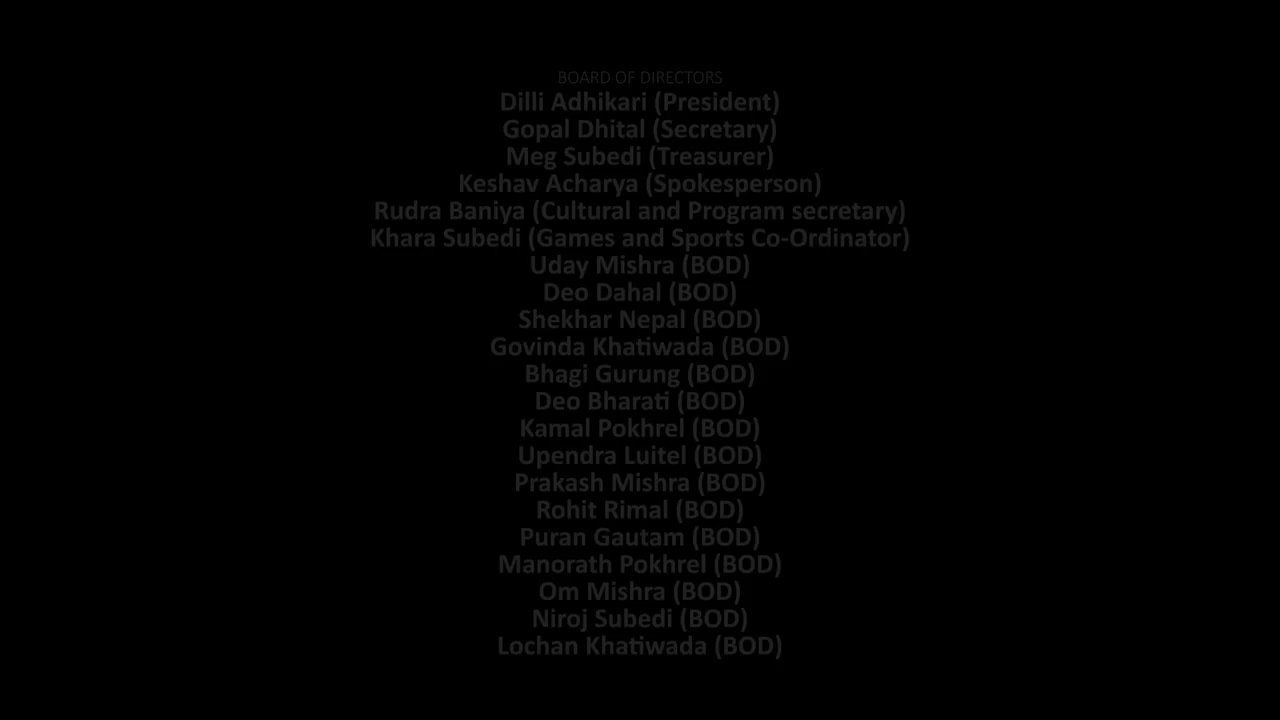 BOARD OF DIRECTORS
Dilli Adhikari (President)
Gopal Dhital (Secretary)
Meg Subedi (Treasurer)
Keshav Acharya (Spokesperson)
Rudra Baniya (Cultural and Program secretary)
Khara Subedi (Games and Sports Co-Ordinator)
Uday Mishra (BOD)
Deo Dahal (BOD)
Shekhar Nepal (BOD)
Govinda Khatiwada (BOD)
Bhagi Gurung (BOD)
Deo Bharati (BOD)
Kamal Pokhrel (BOD)
Upendra Luitel (BOD)
Prakash Mishra (BOD)
Rohit Rimal (BOD)
Puran Gautam (BOD)
Manorath Pokhrel (BOD)
Om Mishra (BOD)
Niroj Subedi (BOD)
Lochan Khatiwada (BOD)